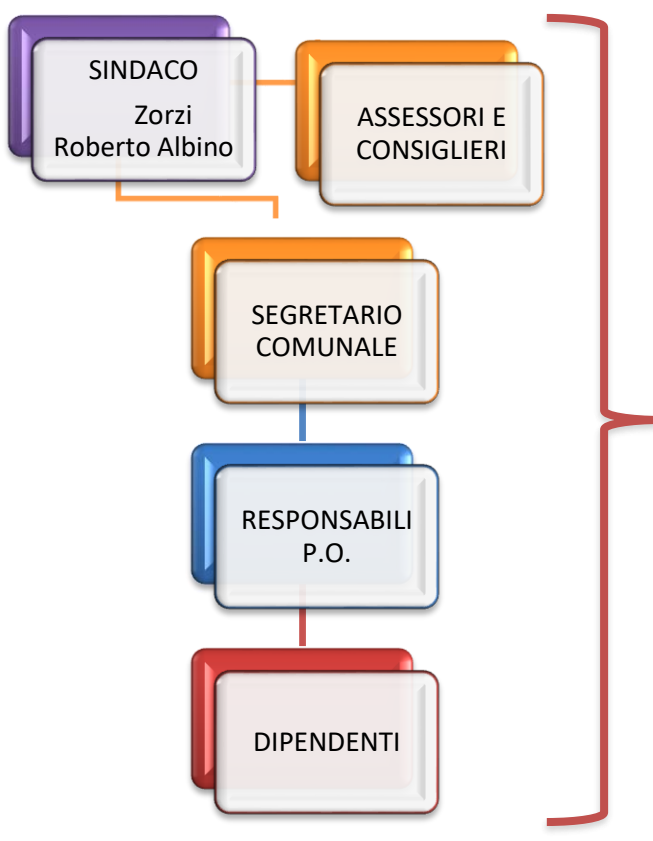 SINDACO
Zorzi
Roberto Albino
ASSESSORI E
CONSIGLIERI
SEGRETARIO
COMUNALE
RESPONSABILI
P.O.
DIPENDENTI